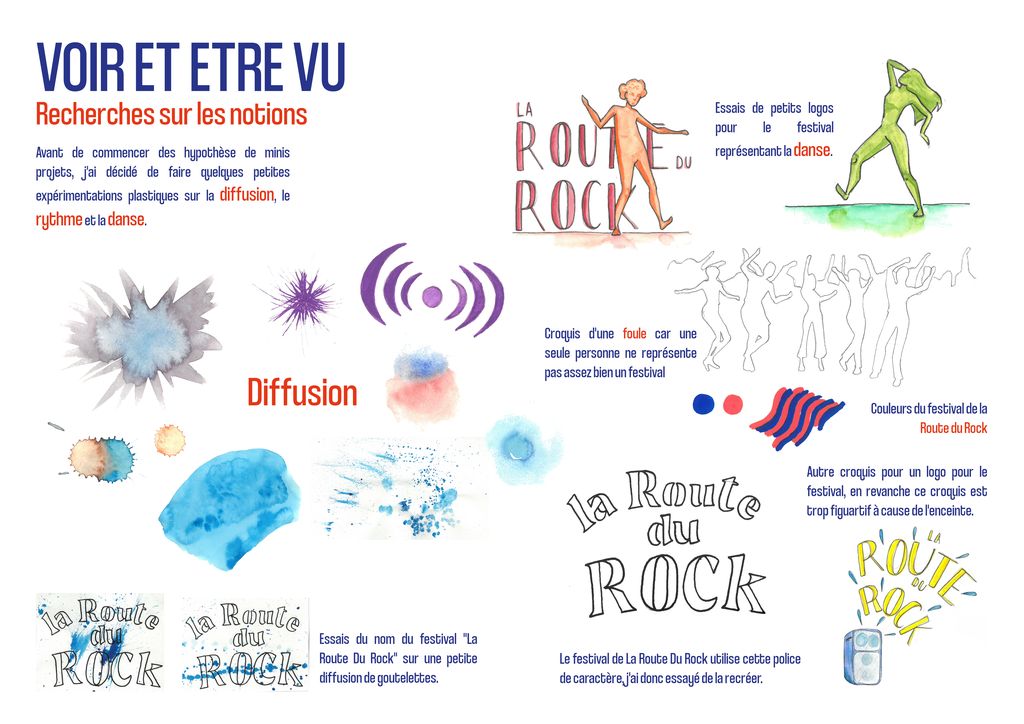 VOIR ET ETRE VU
Recherches sur les notions
Avant de commencer des hypothèse de minis
projets, j'ai décidé de faire quelques petites
expérimentations plastiques sur la diffusion, le
rythme et la danse.
LA
ROUTE DU
ROCK
Essais de petits logos
pour le festival
représentant la danse.
Croquis d'une foule car une
seule personne ne représente
pas assez bien un festival
Diffusion
Couleurs du festival de la
Route du Rock
Autre croquis pour un logo pour le
festival, en revanche ce croquis est
trop figuartif à cause de l'enceinte.
la Route
du
ROCK
LA
ROUTE
DU
ROCK
la Route
du
ROCK
la Route
du
ROCK
Essais du nom du festival "La
Route Du Rock" sur une petite
diffusion de goutelettes.
Le festival de La Route Du Rock utilise cette police
de caractère,j'ai donc essayé de la recréer.